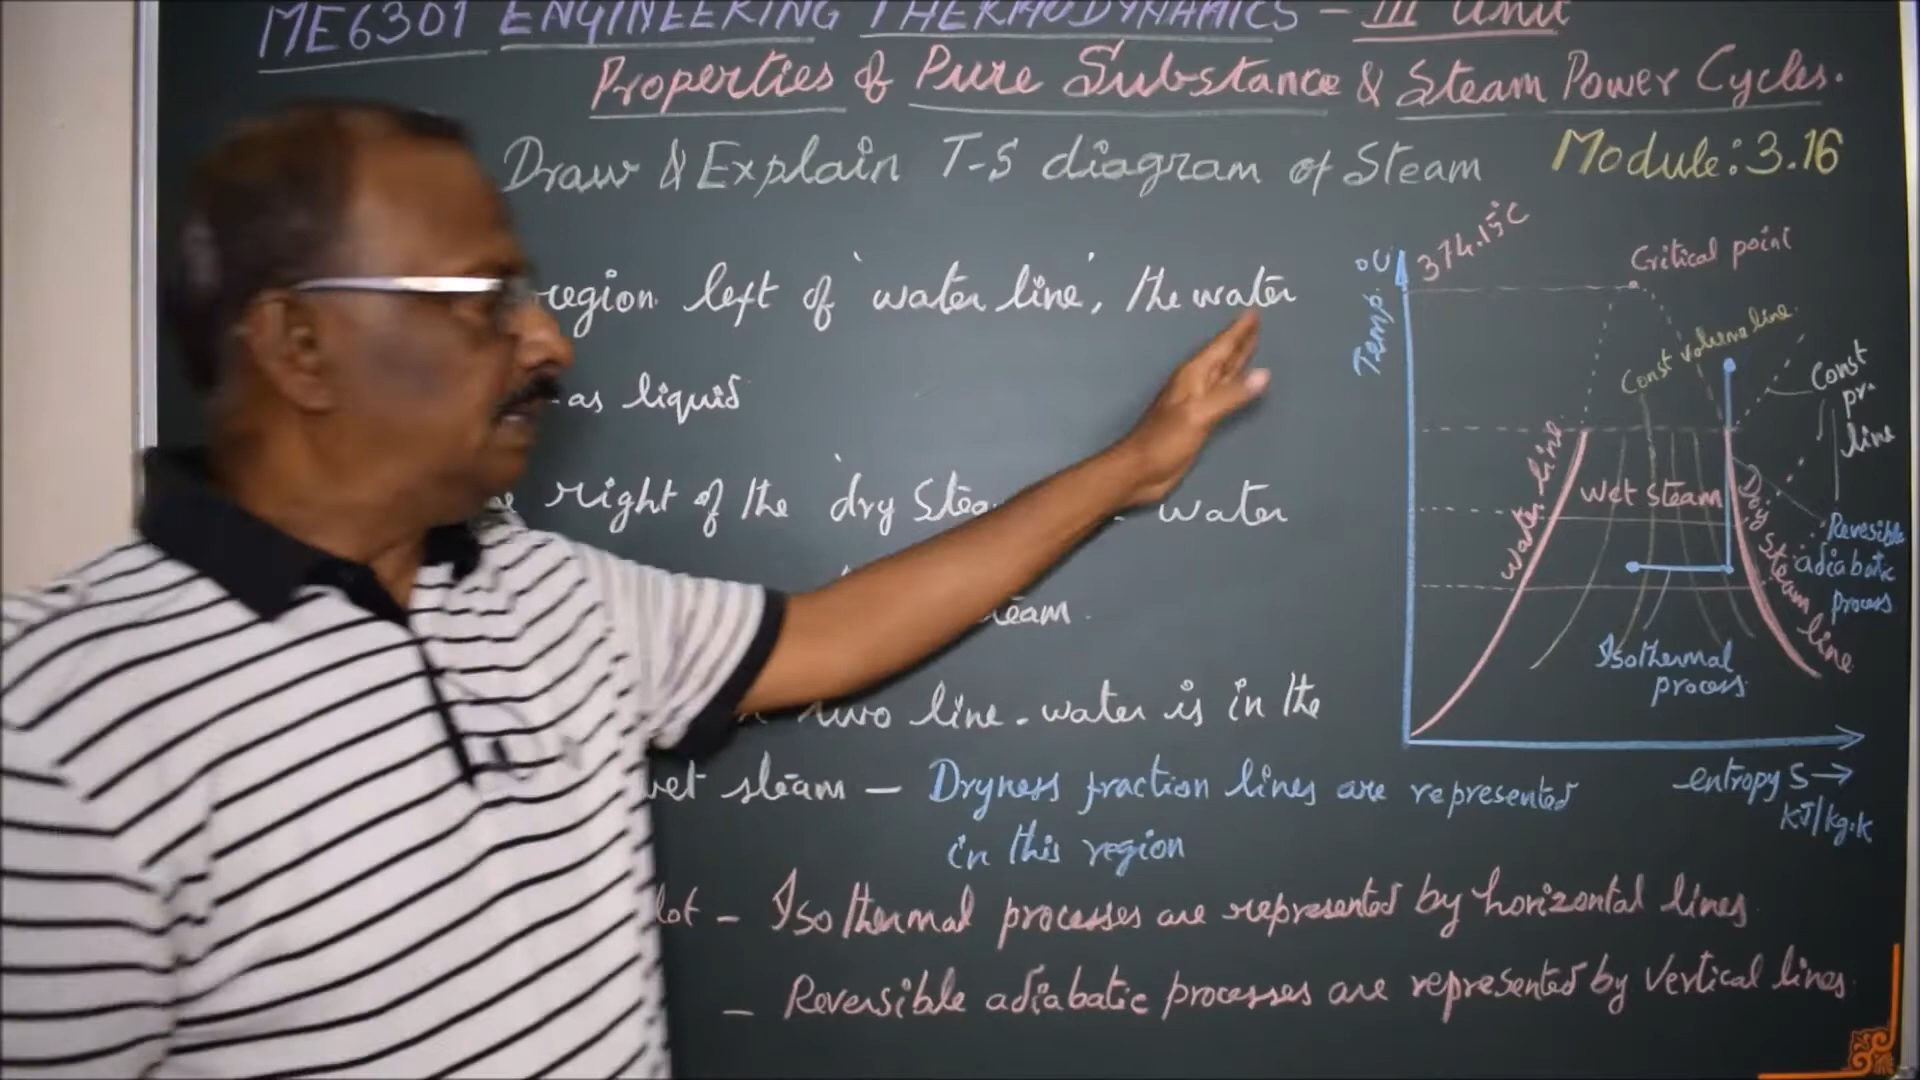 ME6301 ENGINEERING THERMODYNAMICS - III Unit
Properties of Pure Substance & Steam Power Cycles.
Draw & Explain T-S diagram of Steam
Module: 3.16
region left of 'water line', the water
as liquid
right of the 'dry Stea
water
team.
two line. water is in the
wet steam - Dryness fraction lines are represented
in this region
lot - Isothermal processes are represented by horizontal lines
- Reversible adiabatic processes are represented by Vertical lines
374.15°C
Critical point
Temp. °C
Const volume line.
Const
pr.
line
water line
wet steam
Dry Steam line
Revesible
adiabatic
process
Isothermal
process
entropy S→
kJ/kg.k